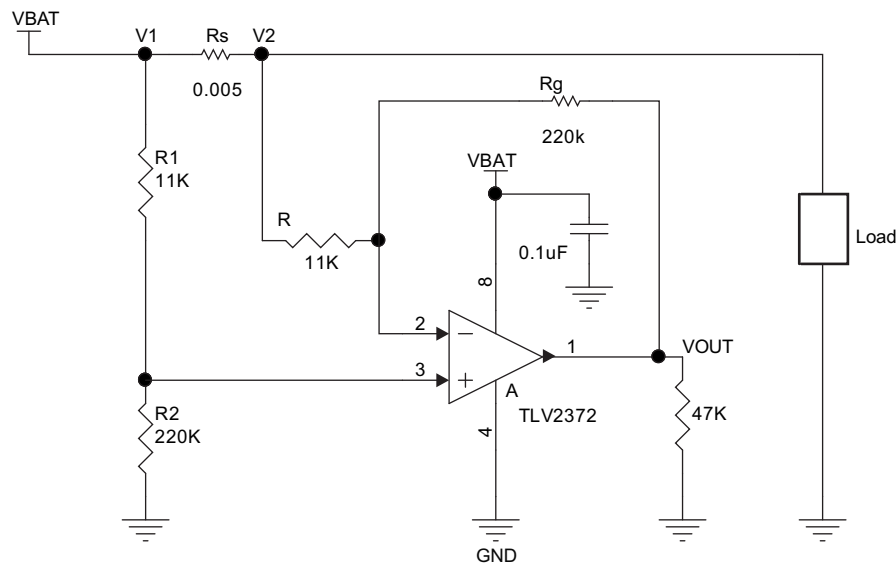 VBAT
V1
Rs
V2
0.005
Rg
220k
R1
11K
VBAT
R
11K
0.1uF
8
Load
2
3
1
VOUT
A
TLV2372
R2
220K
4
47K
GND